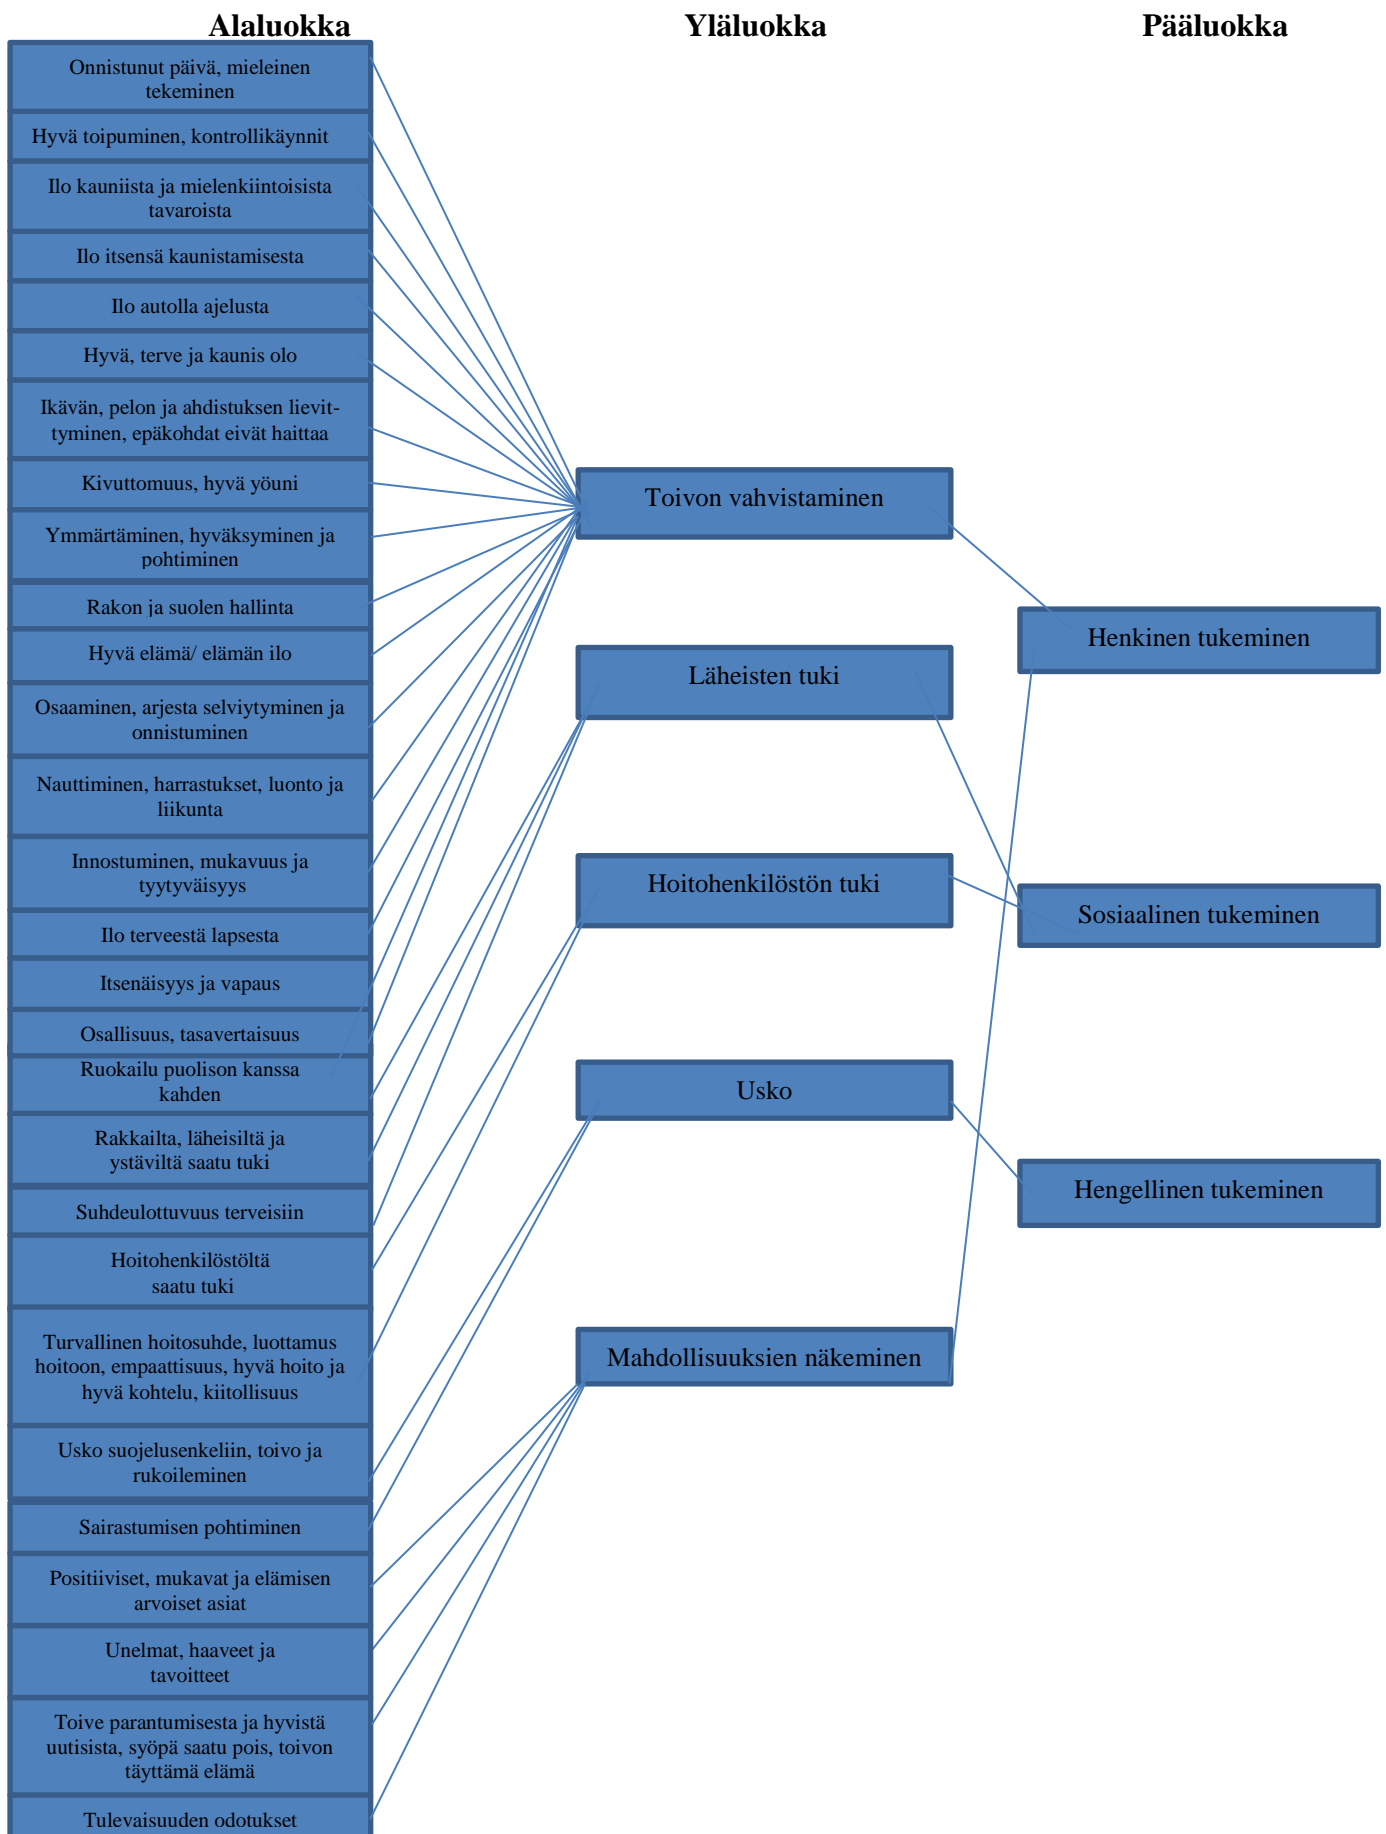 Alaluokka
Yläluokka
Pääluokka
Onnistunut päivä, mieleinen
tekeminen
Hyvä toipuminen, kontrollikäynnit
Ilo kauniista ja mielenkiintoisista
tavaroista
Ilo itsensä kaunistamisesta
Ilo autolla ajelusta
Hyvä, terve ja kaunis olo
Ikävän, pelon ja ahdistuksen lievit-
tyminen, epäkohdat eivät haittaa
Kivuttomuus, hyvä yöuni
Ymmärtäminen, hyväksyminen ja
pohtiminen
Rakon ja suolen hallinta
Hyvä elämä/ elämän ilo
Osaaminen, arjesta selviytyminen ja
onnistuminen
Nauttiminen, harrastukset, luonto ja
liikunta
Innostuminen, mukavuus ja
tyytyväisyys
Ilo terveestä lapsesta
Itsenäisyys ja vapaus
Osallisuus, tasavertaisuus
Ruokailu puolison kanssa
kahden
Rakkailta, läheisiltä ja
ystäviltä saatu tuki
Suhdeulottuvuus terveisiin
Hoitohenkilöstöltä
saatu tuki
Turvallinen hoitosuhde, luottamus
hoitoon, empaattisuus, hyvä hoito ja
hyvä kohtelu, kiitollisuus
Usko suojelusenkeliin, toivo ja
rukoileminen
Sairastumisen pohtiminen
Positiiviset, mukavat ja elämisen
arvoiset asiat
Unelmat, haaveet ja
tavoitteet
Toive parantumisesta ja hyvistä
uutisista, syöpä saatu pois, toivon
täyttämä elämä
Tulevaisuuden odotukset
Toivon vahvistaminen
Läheisten tuki
Hoitohenkilöstön tuki
Usko
Mahdollisuuksien näkeminen
Henkinen tukeminen
Sosiaalinen tukeminen
Hengellinen tukeminen